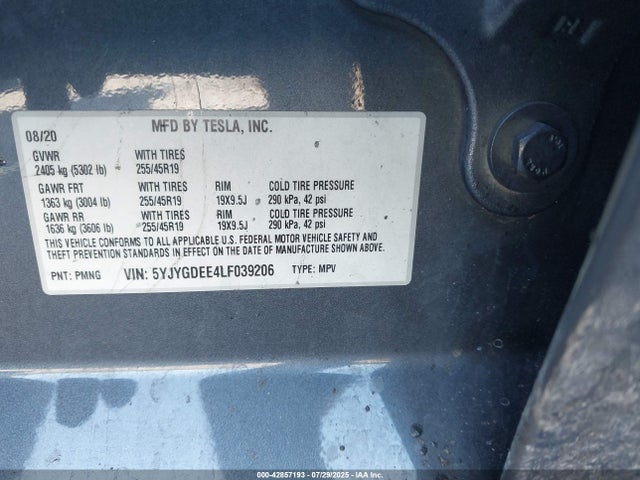 MFD BY TESLA, INC.
08/20
GVWR WITH TIRES
2405 kg (5302 lb) 255/45R19
GAWR FRT WITH TIRES RIM COLD TIRE PRESSURE
1363 kg (3004 lb) 255/45R19 19X9.5J 290 kPa, 42 psi
GAWR RR WITH TIRES RIM COLD TIRE PRESSURE
1636 kg (3606 lb) 255/45R19 19X9.5J 290 kPa, 42 psi
THIS VEHICLE CONFORMS TO ALL APPLICABLE U.S. FEDERAL MOTOR VEHICLE SAFETY AND
THEFT PREVENTION STANDARDS IN EFFECT ON THE DATE OF MANUFACTURE SHOWN ABOVE.
PNT: PMNG VIN: 5YJYGDEE4LF039206 TYPE: MPV
000-42857193 - 07/29/2025 - IAA Inc.